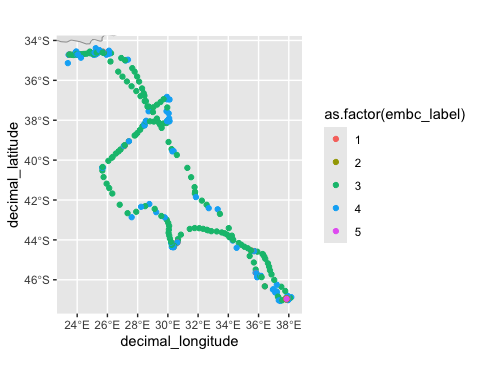 34°S
36°S
38°S
40°S
42°S
44°S
46°S
decimal_latitude
24°E 26°E 28°E 30°E 32°E 34°E 36°E 38°E
decimal_longitude
as.factor(embc_label)
1
2
3
4
5